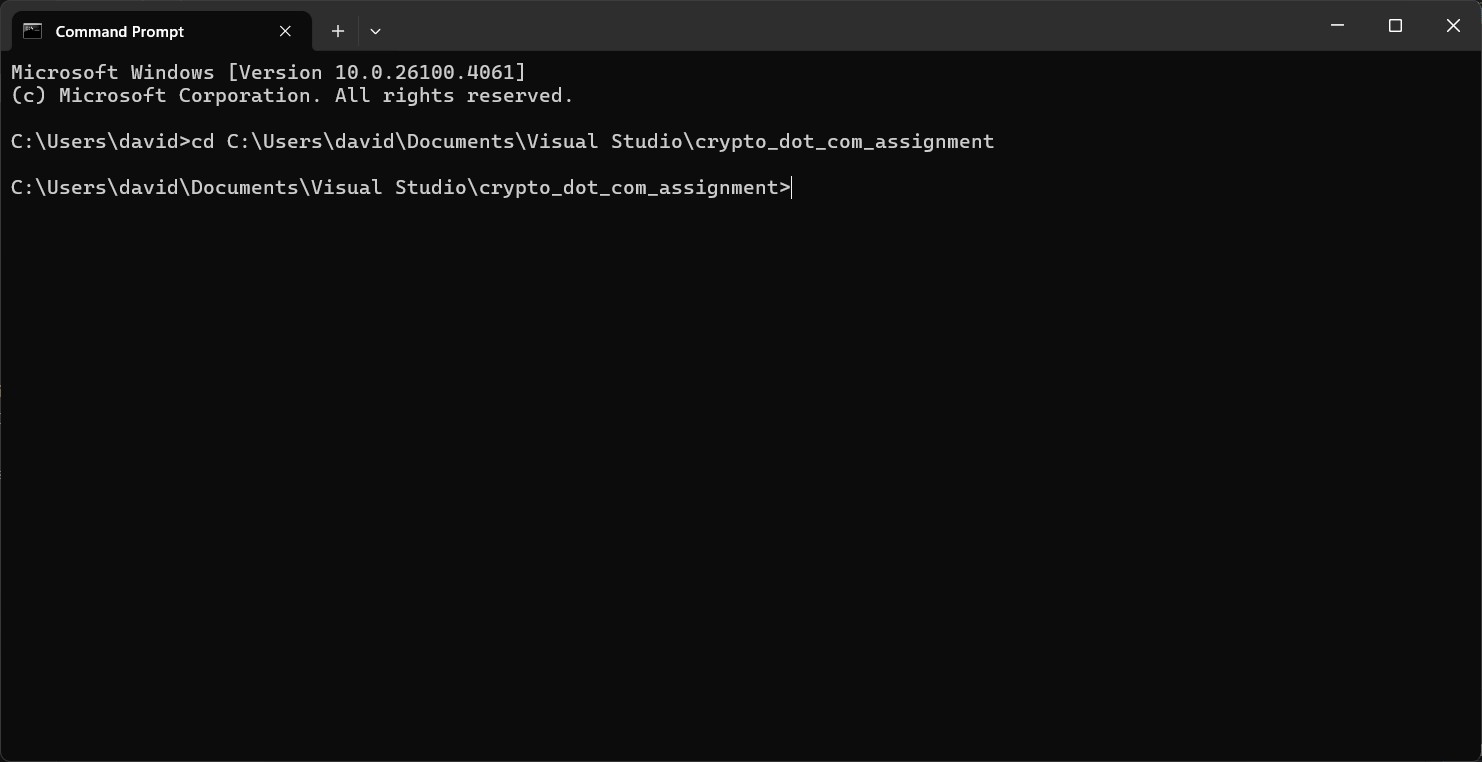 Command Prompt
Microsoft Windows [Version 10.0.26100.4061]
(c) Microsoft Corporation. All rights reserved.
C:\Users\david>cd C:\Users\david\Documents\Visual Studio\crypto_dot_com_assignment
C:\Users\david\Documents\Visual Studio\crypto_dot_com_assignment>